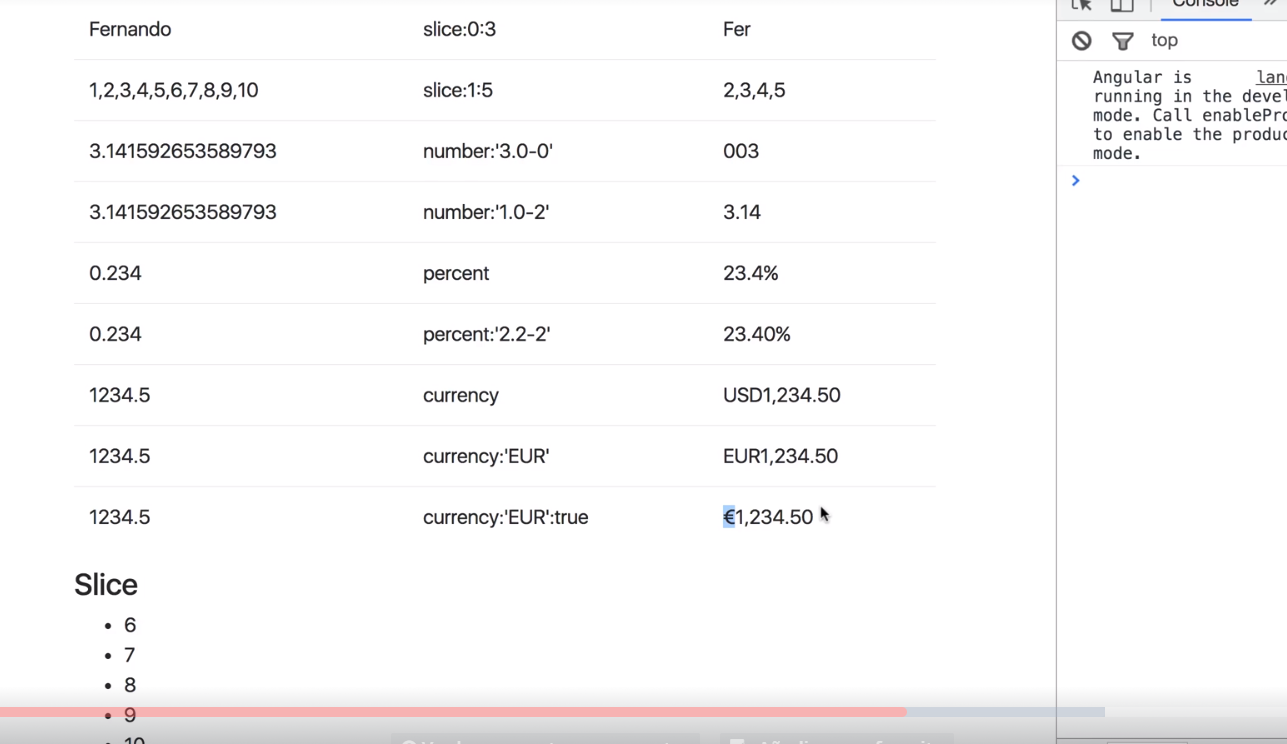 Console
Fernando slice:0:3 Fer
top
1,2,3,4,5,6,7,8,9,10 slice:1:5 2,3,4,5
Angular is
running in the
mode. Call
to enable the
mode.
3.141592653589793 number:'3.0-0' 003
3.141592653589793 number:'1.0-2' 3.14
0.234 percent 23.4%
0.234 percent:'2.2-2' 23.40%
1234.5 currency USD1,234.50
1234.5 currency:'EUR' EUR1,234.50
1234.5 currency:'EUR':true €1,234.50
Slice
• 6
• 7
• 8
• 9
• 10